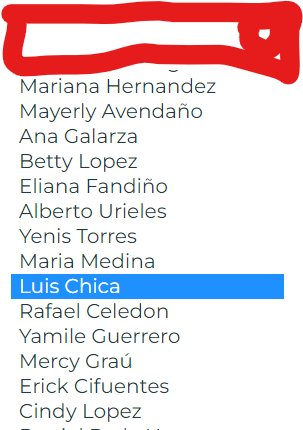 Mariana Hernandez
Mayerly Avendaño
Ana Galarza
Betty Lopez
Eliana Fandiño
Alberto Urieles
Yenis Torres
Maria Medina
Luis Chica
Rafael Celedon
Yamile Guerrero
Mercy Graú
Erick Cifuentes
Cindy Lopez